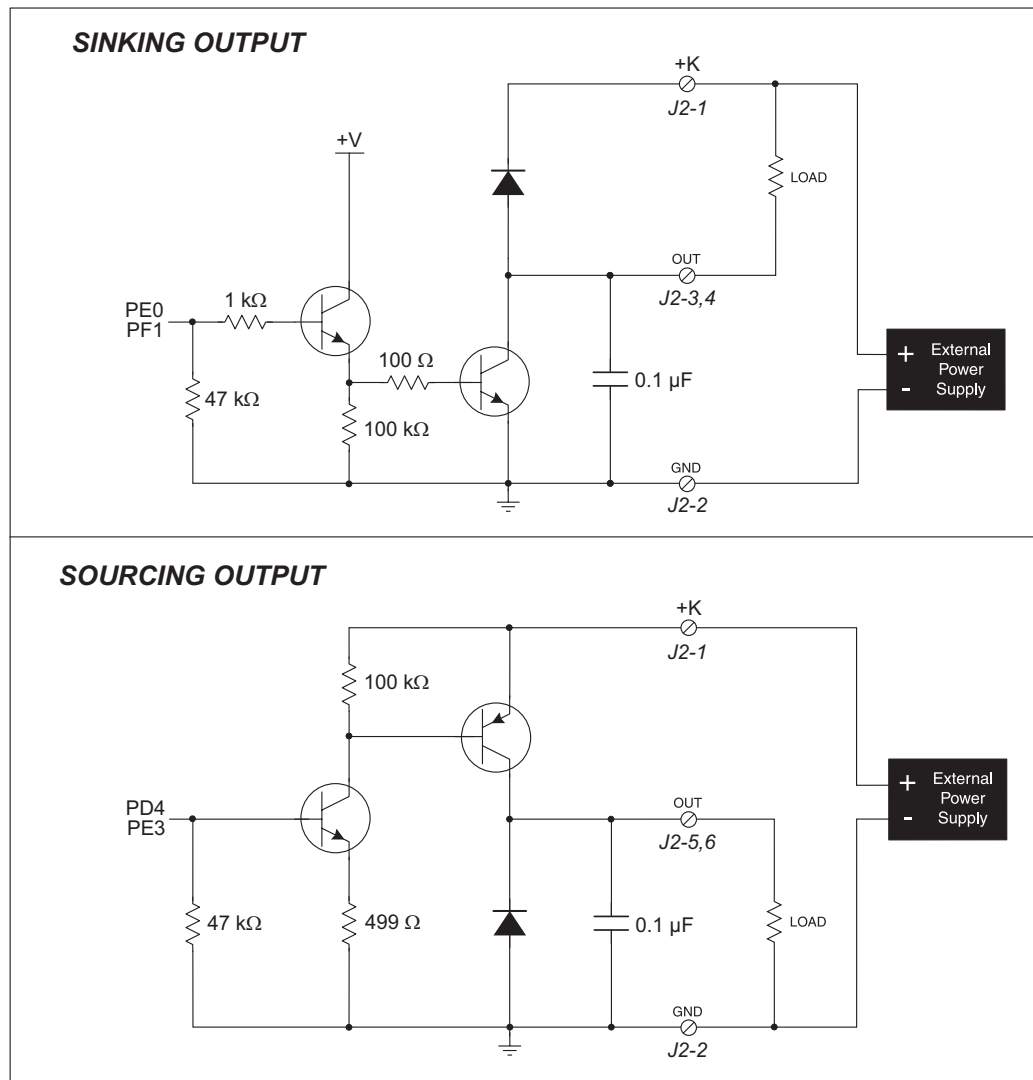 SINKING OUTPUT
+K
J2-1
+V
LOAD
OUT
J2-3,4
PE0
PF1
1 kΩ
100 Ω
47 kΩ
100 kΩ
0.1 µF
+ External
Power
- Supply
GND
J2-2
SOURCING OUTPUT
+K
J2-1
100 kΩ
+ External
Power
- Supply
PD4
PE3
OUT
J2-5,6
47 kΩ
499 Ω
0.1 µF
LOAD
GND
J2-2